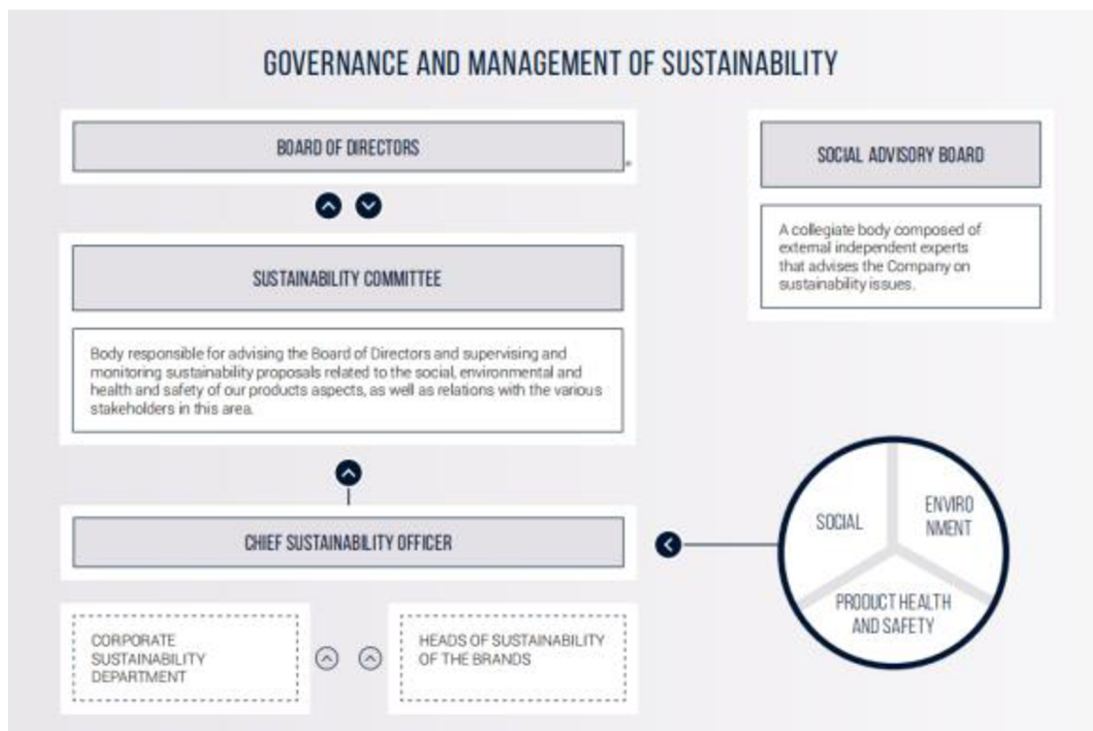 GOVERNANCE AND MANAGEMENT OF SUSTAINABILITY
BOARD OF DIRECTORS
SUSTAINABILITY COMMITTEE
Body responsible for advising the Board of Directors and supervising and
monitoring sustainability proposals related to the social, environmental and
health and safety of our products aspects, as well as relations with the various
stakeholders in this area.
CHIEF SUSTAINABILITY OFFICER
CORPORATE
SUSTAINABILITY
DEPARTMENT
HEADS OF SUSTAINABILITY
OF THE BRANDS
SOCIAL ADVISORY BOARD
A collegiate body composed of
external independent experts
that advises the Company on
sustainability issues.
SOCIAL
ENVIRO
NMENT
PRODUCT HEALTH
AND SAFETY